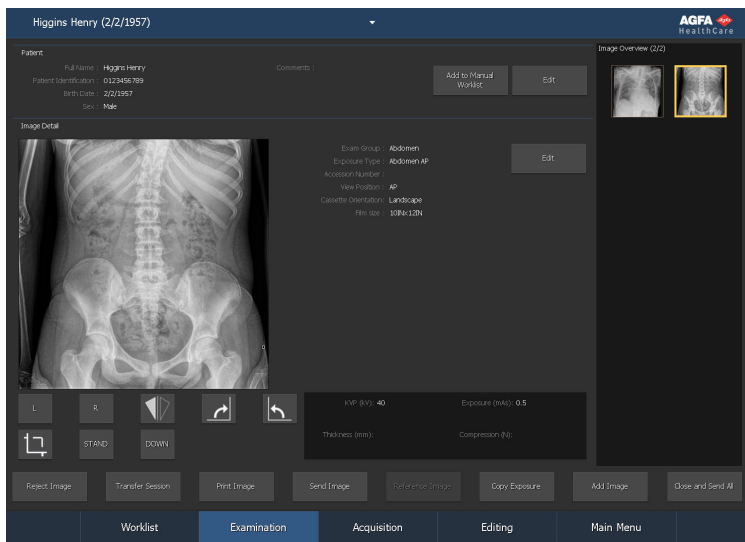 Higgins Henry (2/2/1957)
AGFA
HealthCare
Patient
Full Name : Higgins Henry
Patient Identification : 0123456789
Birth Date : 2/2/1957
Sex : Male
Comments :
Add to Manual
Worklist
Edit
Image Overview (2/2)
Image Detail
Exam Group : Abdomen
Exposure Type : Abdomen AP
Accession Number :
View Position : AP
Cassette Orientation: Landscape
Film size : 10INx12IN
Edit
L
R
STAND
DOWN
KVP (kV): 40
Exposure (mAs): 0.5
Thickness (mm):
Compression (N):
Reject Image
Transfer Session
Print Image
Send Image
Reference Image
Copy Exposure
Add Image
Close and Send All
Worklist
Examination
Acquisition
Editing
Main Menu